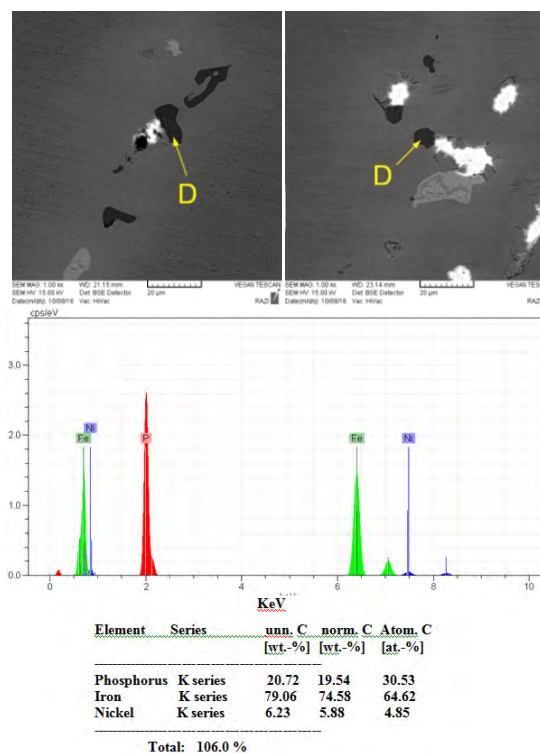 D
D
SEM MAG: 1.00 kx WD: 21.15 mm VEGA\\ TESCAN
SEM HV: 15.00 kV Det: BSE Detector 20 µm
Date(m/d/y): 10/08/16 Vac: HiVac RAZI
SEM MAG: 1.00 kx WD: 23.14 mm VEGA\\ TESCAN
SEM HV: 15.00 kV Det: BSE Detector 20 µm
Date(m/d/y): 10/08/16 Vac: HiVac RAZI
cps/eV
3.0
2.0
1.0
0.0
Fe Ni P Fe Ni
0 2 4 6 8 10
KeV
Element Series unn. C norm. C Atom. C
[wt.-%] [wt.-%] [at.-%]
Phosphorus K series 20.72 19.54 30.53
Iron K series 79.06 74.58 64.62
Nickel K series 6.23 5.88 4.85
Total: 106.0 %